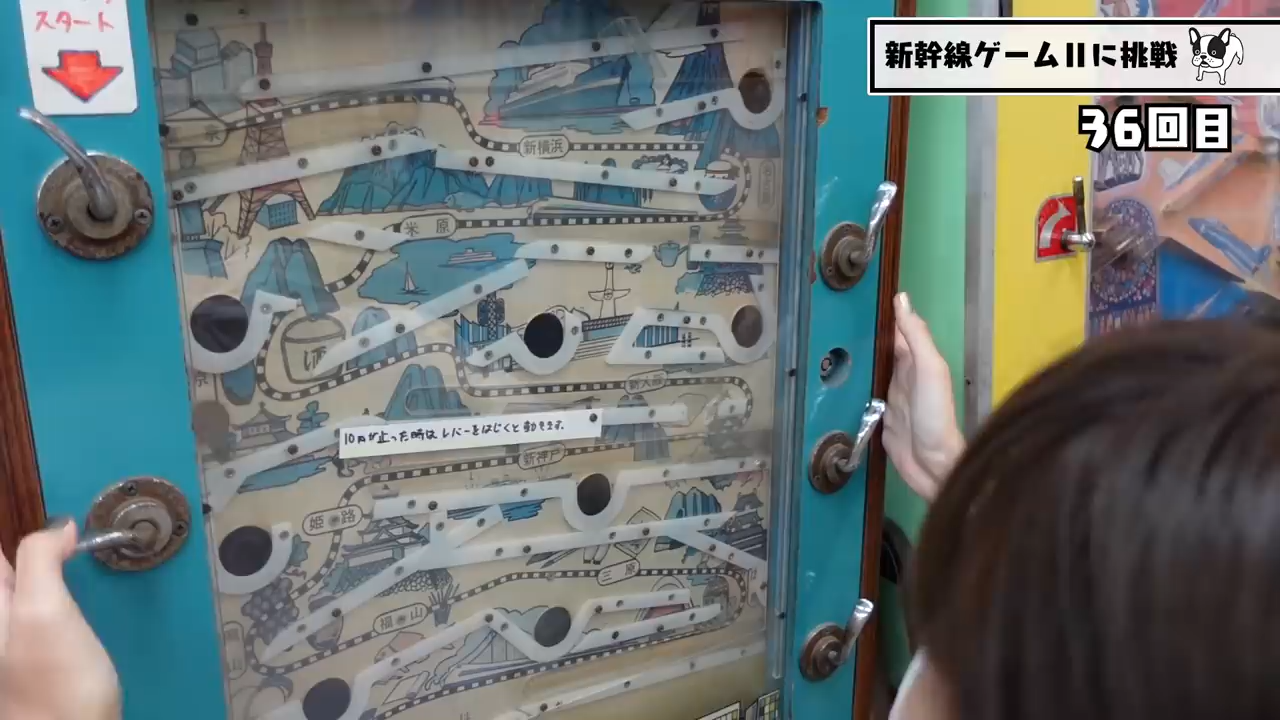 スタート
新幹線ゲームⅡに挑戦
36回目
新横浜
米原
酒
新大阪
10円が止った時はレバーをはじくと動きます。
新神戸
姫路
三原
福山